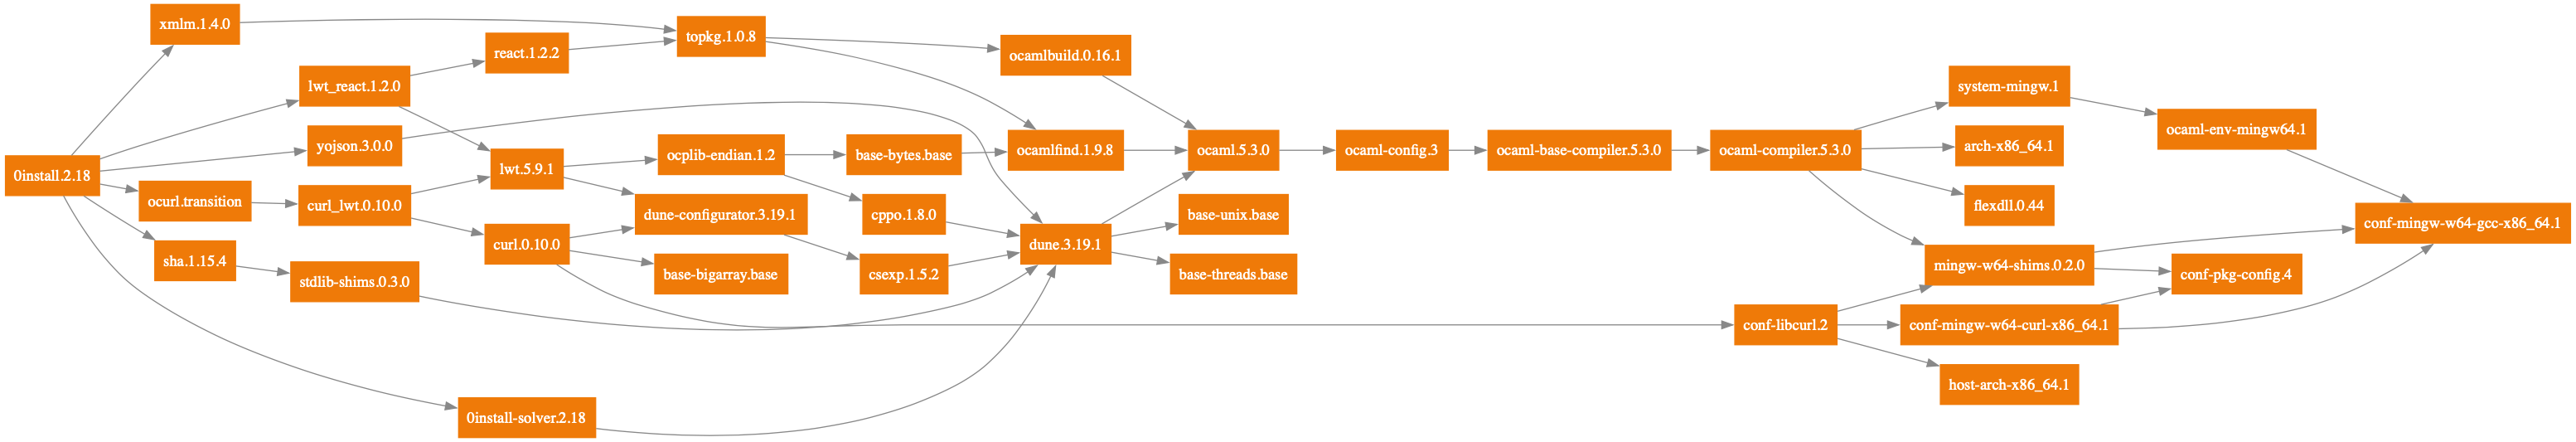 xmlm.1.4.0
topkg.1.0.8
react.1.2.2
ocamlbuild.0.16.1
lwt_react.1.2.0
system-mingw.1
ocaml-env-mingw64.1
yojson.3.0.0
ocplib-endian.1.2
base-bytes.base
ocamlfind.1.9.8
ocaml.5.3.0
ocaml-config.3
ocaml-base-compiler.5.3.0
ocaml-compiler.5.3.0
arch-x86_64.1
0install.2.18
lwt.5.9.1
ocurl.transition
curl_lwt.0.10.0
dune-configurator.3.19.1
cppo.1.8.0
base-unix.base
flexdll.0.44
conf-mingw-w64-gcc-x86_64.1
curl.0.10.0
dune.3.19.1
sha.1.15.4
mingw-w64-shims.0.2.0
stdlib-shims.0.3.0
base-bigarray.base
csexp.1.5.2
base-threads.base
conf-pkg-config.4
conf-libcurl.2
conf-mingw-w64-curl-x86_64.1
host-arch-x86_64.1
0install-solver.2.18